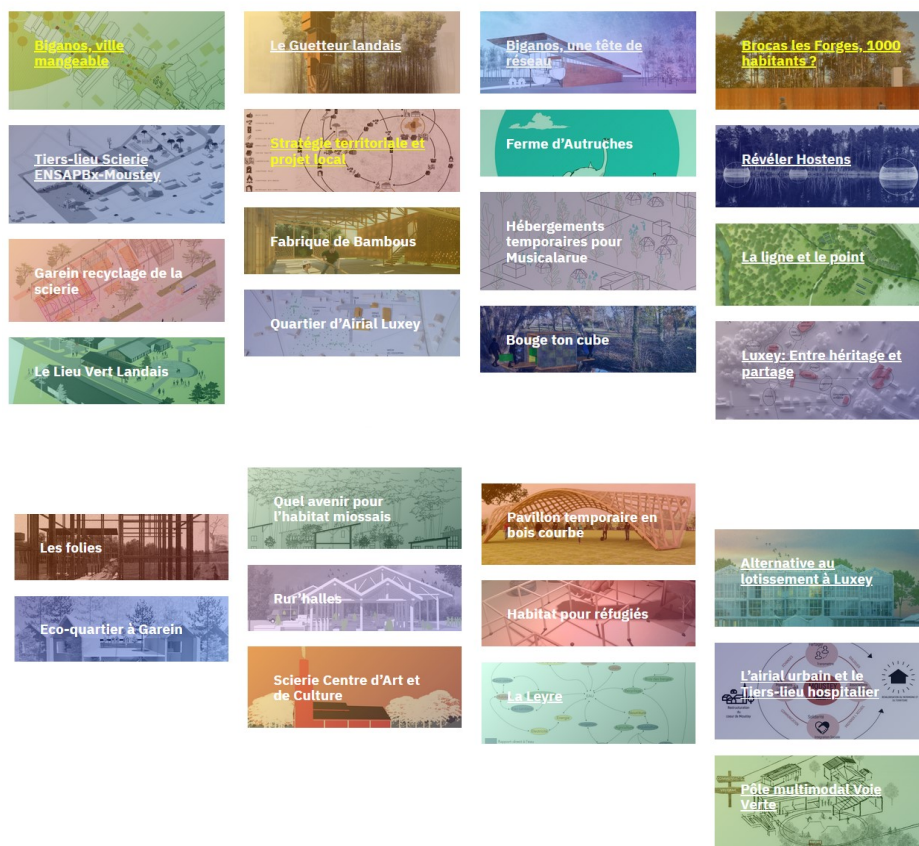 Biganos, ville
mangeable
Le Guetteur landais
Biganos, une tête de
réseau
Brocas les Forges, 1000
habitants ?
Tiers-lieu Scierie
ENSAPBx-Moustey
Stratégie territoriale et
projet local
Ferme d'Autruches
Révéler Hostens
Garein recyclage de la
scierie
Fabrique de Bambous
Hébergements
temporaires pour
Musicalarue
La ligne et le point
Le Lieu Vert Landais
Quartier d'Airial Luxey
Bouge ton cube
Luxey: Entre héritage et
partage
Les folies
Quel avenir pour
l'habitat miossais
Pavillon temporaire en
bois courbé
Alternative au
lotissement à Luxey
Eco-quartier à Garein
Rur'halles
Habitat pour réfugiés
L'airial urbain et le
Tiers-lieu hospitalier
Scierie Centre d'Art et
de Culture
La Leyre
Pôle multimodal Voie
Verte